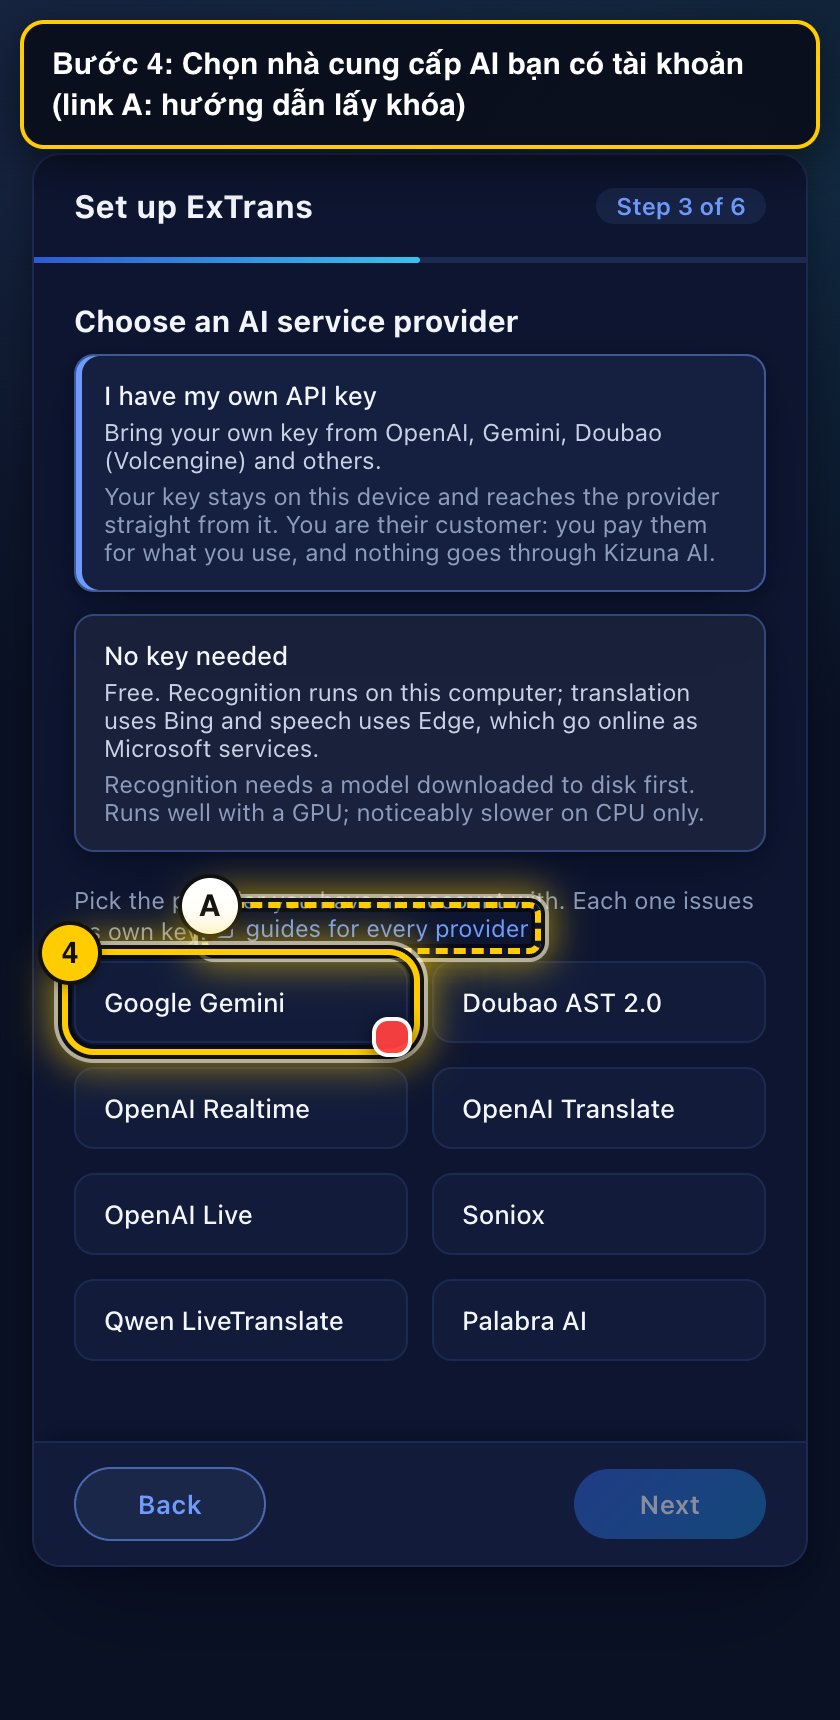 Bước 4: Chọn nhà cung cấp AI bạn có tài khoản
(link A: hướng dẫn lấy khóa)
Set up ExTrans
Step 3 of 6
Choose an AI service provider
I have my own API key
Bring your own key from OpenAI, Gemini, Doubao
(Volcengine) and others.
Your key stays on this device and reaches the provider
straight from it. You are their customer: you pay them
for what you use, and nothing goes through Kizuna AI.
No key needed
Free. Recognition runs on this computer; translation
uses Bing and speech uses Edge, which go online as
Microsoft services.
Recognition needs a model downloaded to disk first.
Runs well with a GPU; noticeably slower on CPU only.
Pick the you have an account with. Each one issues
A
own key guides for every provider
4
Google Gemini
Doubao AST 2.0
OpenAI Realtime
OpenAI Translate
OpenAI Live
Soniox
Qwen LiveTranslate
Palabra AI
Back
Next